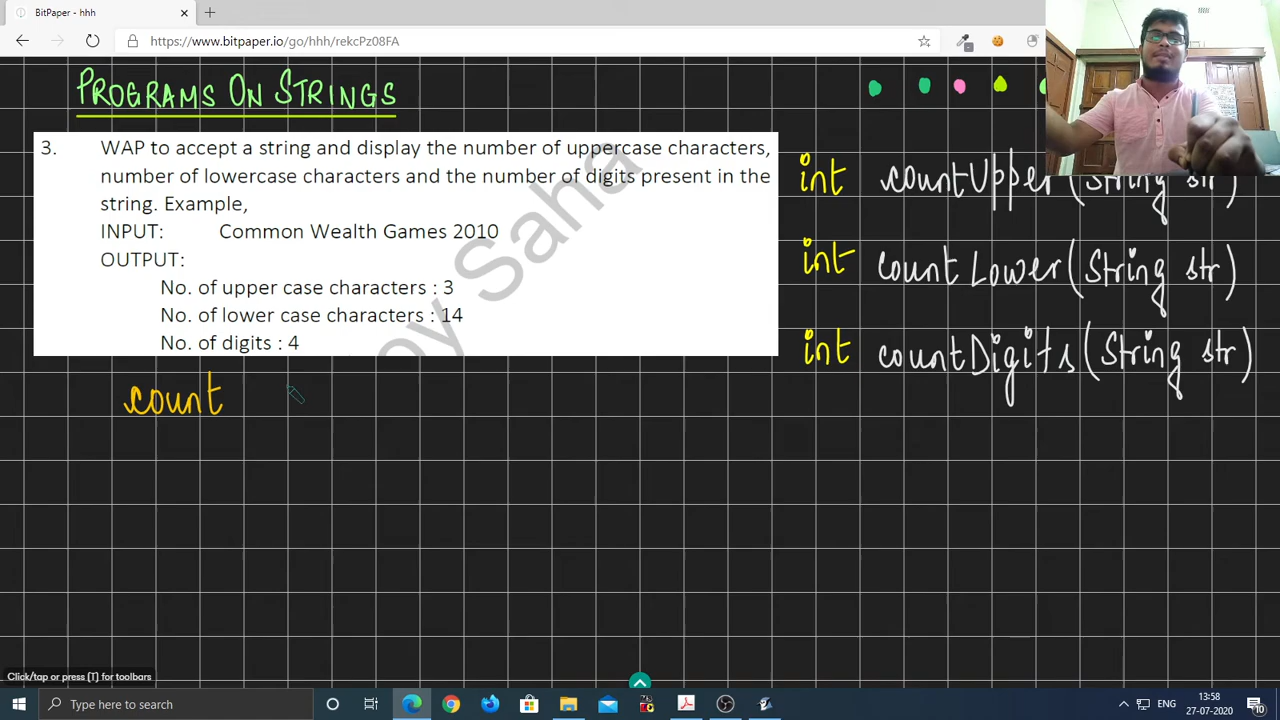 BitPaper - hhh
https://www.bitpaper.io/go/hhh/rekcPz08FA
PROGRAMS ON STRINGS
3. WAP to accept a string and display the number of uppercase characters,
number of lowercase characters and the number of digits present in the
string. Example,
INPUT: Common Wealth Games 2010
OUTPUT:
No. of upper case characters : 3
No. of lower case characters : 14
No. of digits : 4
oy Saha
int countUpper(String str)
int countLower(String str)
int countDigits(String str)
count
Click/tap or press (T) for toolbars
Type here to search
ENG
13:58
27-07-2020
10